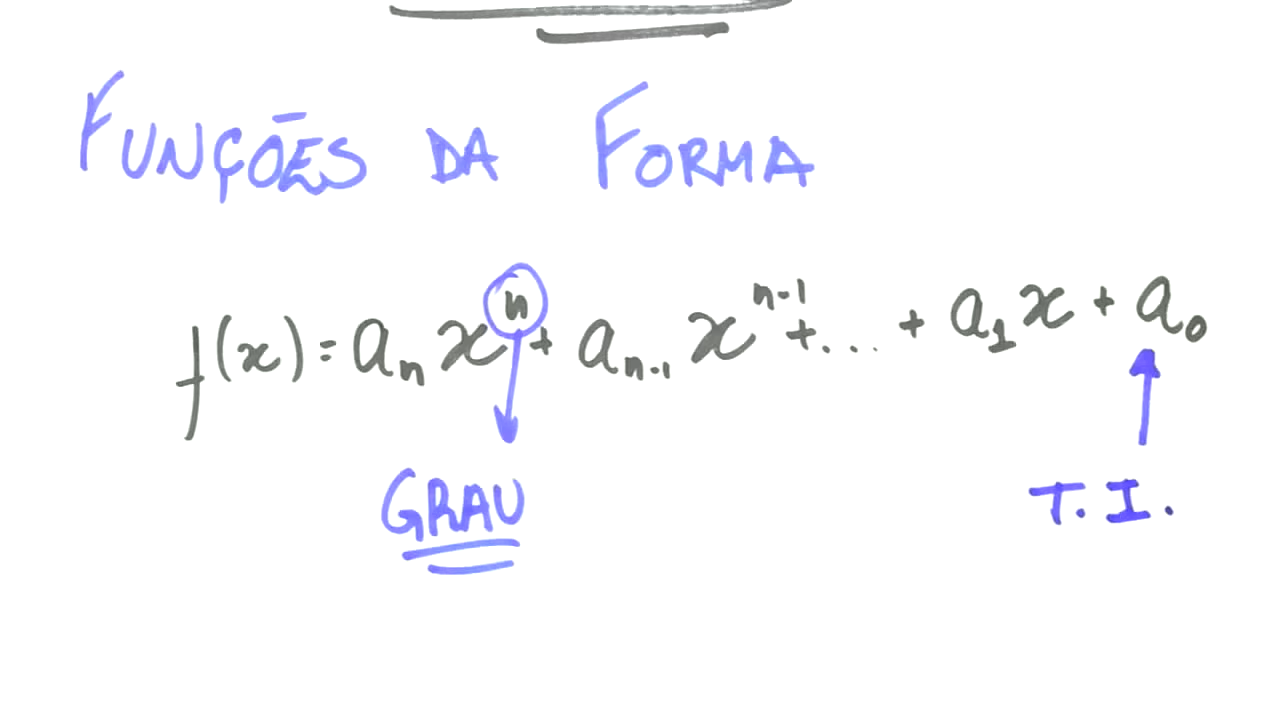 FUNÇÕES DA FORMA
f(x) = aₙxⁿ + aₙ₋₁xⁿ⁻¹ + ... + a₁x + a₀
GRAU
T.I.